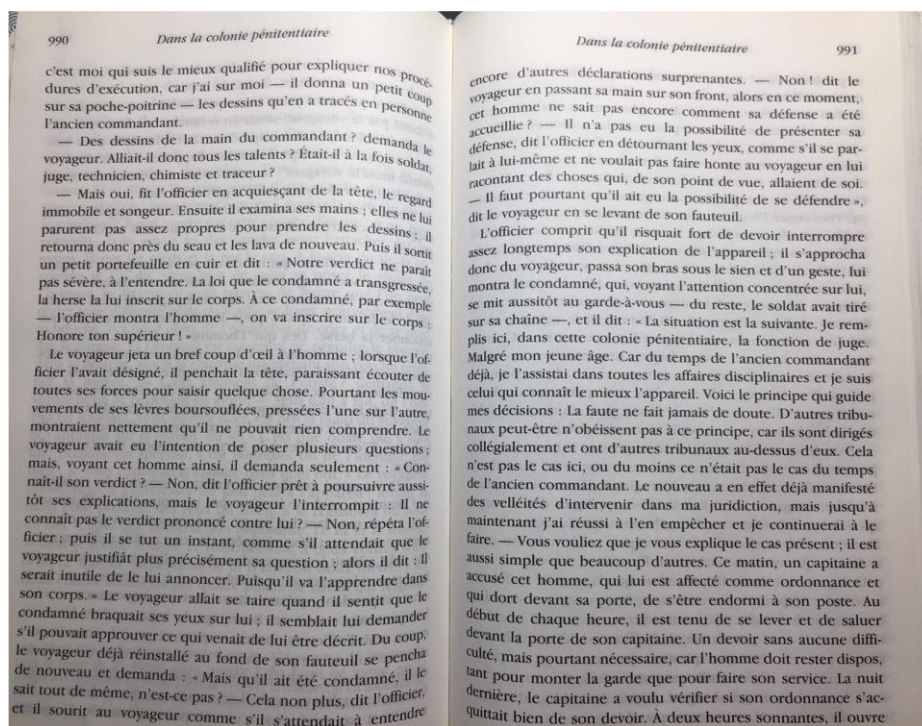 990
Dans la colonie pénitentiaire
c'est moi qui suis le mieux qualifié pour expliquer nos procé-
dures d'exécution, car j'ai sur moi — il donna un petit coup
sur sa poche-poitrine — les dessins qu'en a tracés en personne
l'ancien commandant.
— Des dessins de la main du commandant ? demanda le
voyageur. Alliait-il donc tous les talents ? Était-il à la fois soldat,
juge, technicien, chimiste et traceur ?
— Mais oui, fit l'officier en acquiesçant de la tête, le regard
immobile et songeur. Ensuite il examina ses mains ; elles ne lui
parurent pas assez propres pour prendre les dessins ; il
retourna donc près du seau et les lava de nouveau. Puis il sortit
un petit portefeuille en cuir et dit : « Notre verdict ne paraît
pas sévère, à l'entendre. La loi que le condamné a transgressée,
la herse la lui inscrit sur le corps. À ce condamné, par exemple
— l'officier montra l'homme —, on va inscrire sur le corps :
Honore ton supérieur ! »
Le voyageur jeta un bref coup d'œil à l'homme ; lorsque l'of-
ficier l'avait désigné, il penchait la tête, paraissant écouter de
toutes ses forces pour saisir quelque chose. Pourtant les mou-
vements de ses lèvres boursouflées, pressées l'une sur l'autre,
montraient nettement qu'il ne pouvait rien comprendre. Le
voyageur avait eu l'intention de poser plusieurs questions ;
mais, voyant cet homme ainsi, il demanda seulement : « Con-
naît-il son verdict ? — Non, dit l'officier prêt à poursuivre aussi-
tôt ses explications, mais le voyageur l'interrompit : Il ne
connaît pas le verdict prononcé contre lui ? — Non, répéta l'of-
ficier ; puis il se tut un instant, comme s'il attendait que le
voyageur justifiât plus précisément sa question ; alors il dit : Il
serait inutile de le lui annoncer. Puisqu'il va l'apprendre dans
son corps. » Le voyageur allait se taire quand il sentit que le
condamné braquait ses yeux sur lui ; il semblait lui demander
s'il pouvait approuver ce qui venait de lui être décrit. Du coup,
le voyageur déjà réinstallé au fond de son fauteuil se pencha
de nouveau et demanda : « Mais qu'il ait été condamné, il le
sait tout de même, n'est-ce pas ? — Cela non plus, dit l'officier,
et il sourit au voyageur comme s'il s'attendait à entendre
Dans la colonie pénitentiaire
991
encore d'autres déclarations surprenantes. — Non ! dit le
voyageur en passant sa main sur son front, alors en ce moment,
cet homme ne sait pas encore comment sa défense a été
accueillie ? — Il n'a pas eu la possibilité de présenter sa
défense, dit l'officier en détournant les yeux, comme s'il se par-
lait à lui-même et ne voulait pas faire honte au voyageur en lui
racontant des choses qui, de son point de vue, allaient de soi.
— Il faut pourtant qu'il ait eu la possibilité de se défendre »,
dit le voyageur en se levant de son fauteuil.
L'officier comprit qu'il risquait fort de devoir interrompre
assez longtemps son explication de l'appareil ; il s'approcha
donc du voyageur, passa son bras sous le sien et d'un geste, lui
montra le condamné, qui, voyant l'attention concentrée sur lui,
se mit aussitôt au garde-à-vous — du reste, le soldat avait tiré
sur sa chaîne —, et il dit : « La situation est la suivante. Je rem-
plis ici, dans cette colonie pénitentiaire, la fonction de juge.
Malgré mon jeune âge. Car du temps de l'ancien commandant
déjà, je l'assistai dans toutes les affaires disciplinaires et je suis
celui qui connaît le mieux l'appareil. Voici le principe qui guide
mes décisions : La faute ne fait jamais de doute. D'autres tribu-
naux peut-être n'obéissent pas à ce principe, car ils sont dirigés
collégialement et ont d'autres tribunaux au-dessus d'eux. Cela
n'est pas le cas ici, ou du moins ce n'était pas le cas du temps
de l'ancien commandant. Le nouveau a en effet déjà manifesté
des velléités d'intervenir dans ma juridiction, mais jusqu'à
maintenant j'ai réussi à l'en empêcher et je continuerai à le
faire. — Vous vouliez que je vous explique le cas présent ; il est
aussi simple que beaucoup d'autres. Ce matin, un capitaine a
accusé cet homme, qui lui est affecté comme ordonnance et
qui dort devant sa porte, de s'être endormi à son poste. Au
début de chaque heure, il est tenu de se lever et de saluer
devant la porte de son capitaine. Un devoir sans aucune diffi-
culté, mais pourtant nécessaire, car l'homme doit rester dispos,
tant pour monter la garde que pour faire son service. La nuit
dernière, le capitaine a voulu vérifier si son ordonnance s'ac-
quittait bien de son devoir. À deux heures sonnantes, il ouvre